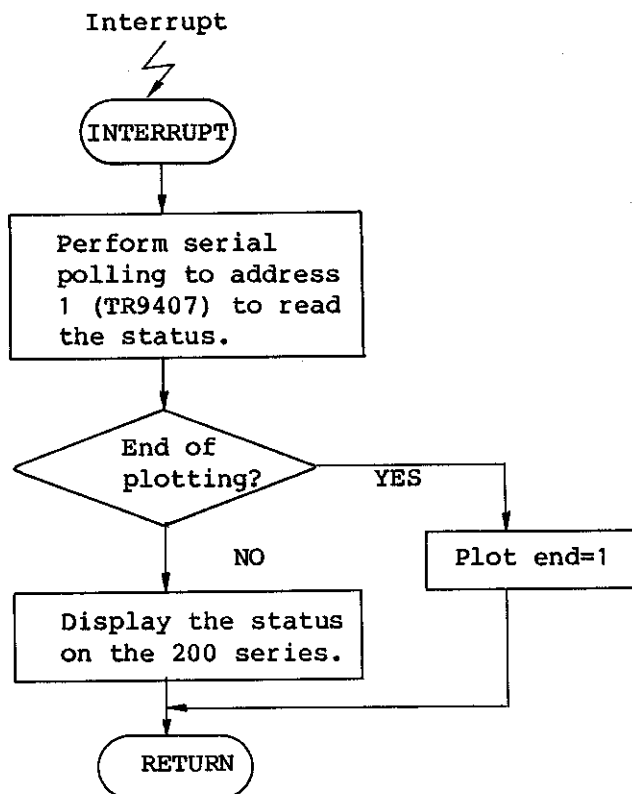 Interrupt
INTERRUPT
Perform serial
polling to address
1 (TR9407) to read
the status.
End of
plotting?
YES
NO
Plot end=1
Display the status
on the 200 series.
RETURN